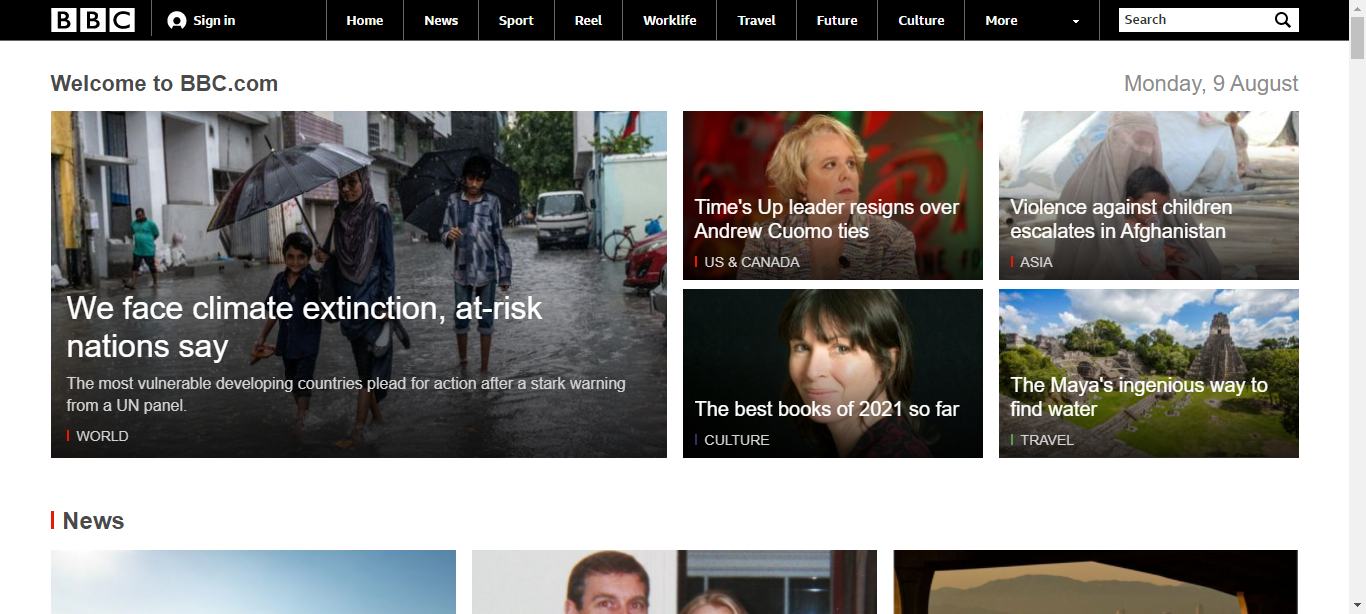 BBC
Sign in
Home
News
Sport
Reel
Worklife
Travel
Future
Culture
More
Search
Welcome to BBC.com
Monday, 9 August
We face climate extinction, at-risk
nations say
The most vulnerable developing countries plead for action after a stark warning
from a UN panel.
WORLD
Time's Up leader resigns over
Andrew Cuomo ties
US & CANADA
Violence against children
escalates in Afghanistan
ASIA
The best books of 2021 so far
CULTURE
The Maya's ingenious way to
find water
TRAVEL
News